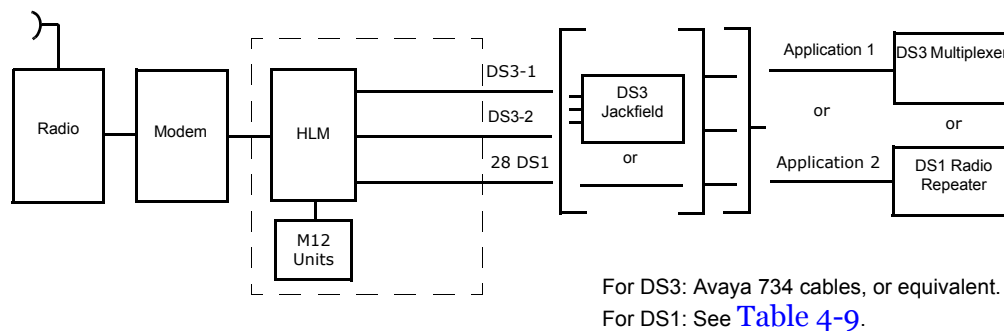 Radio
Modem
HLM
M12
Units
DS3-1
DS3-2
28 DS1
DS3
Jackfield
or
Application 1
or
Application 2
DS3 Multiplexer
or
DS1 Radio
Repeater
For DS3: Avaya 734 cables, or equivalent.
For DS1: See Table 4-9.